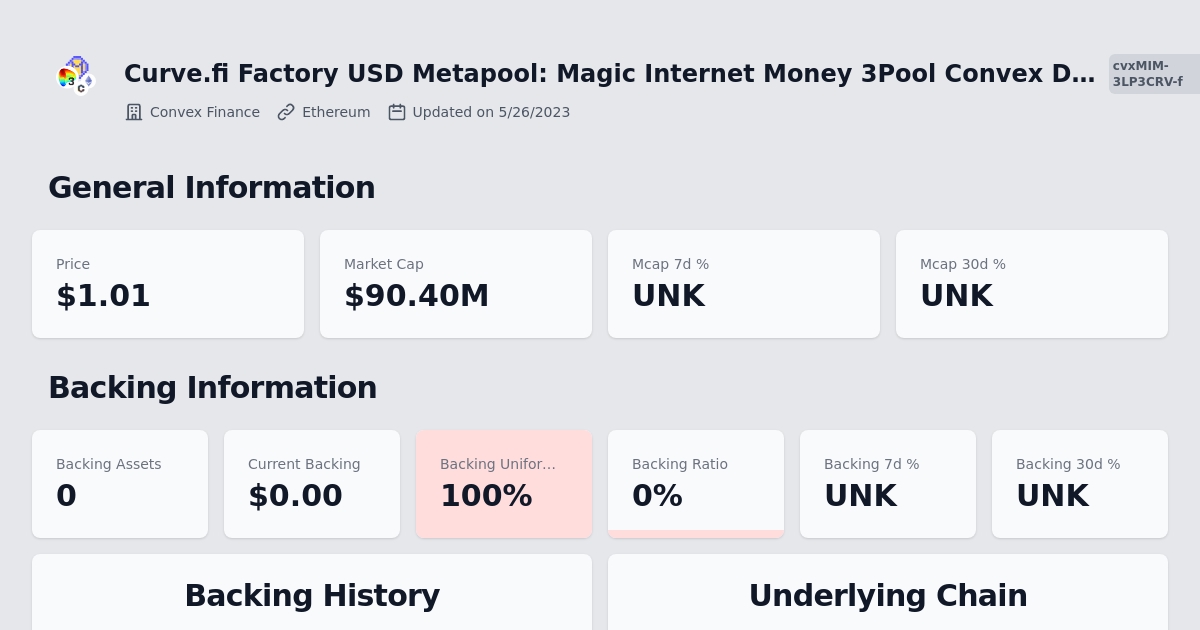 Curve.fi Factory USD Metapool: Magic Internet Money 3Pool Convex D…
cvxMIM-
3LP3CRV-f
Convex Finance Ethereum Updated on 5/26/2023
General Information
Price
$1.01
Market Cap
$90.40M
Mcap 7d %
UNK
Mcap 30d %
UNK
Backing Information
Backing Assets
0
Current Backing
$0.00
Backing Unifor…
100%
Backing Ratio
0%
Backing 7d %
UNK
Backing 30d %
UNK
Backing History
Underlying Chain